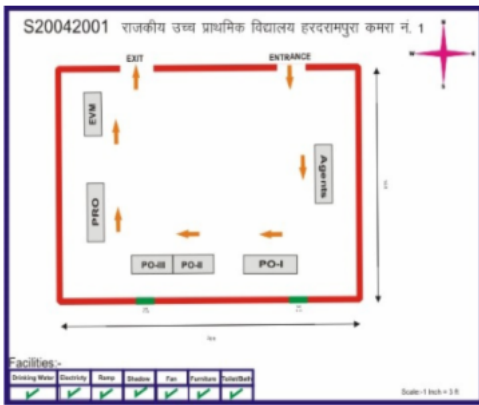 S20042001 राजकीय उच्च प्राथमिक विद्यालय हरदरामपुरा कमरा नं. 1
EXIT
ENTRANCE
EVM
Agents
PRO
PO-III
PO-II
PO-I
Facilities:-
Drinking Water Electricity Ramp Shadow Fan Furniture Toilet/Bath
Scale:-1 Inch = 3 ft